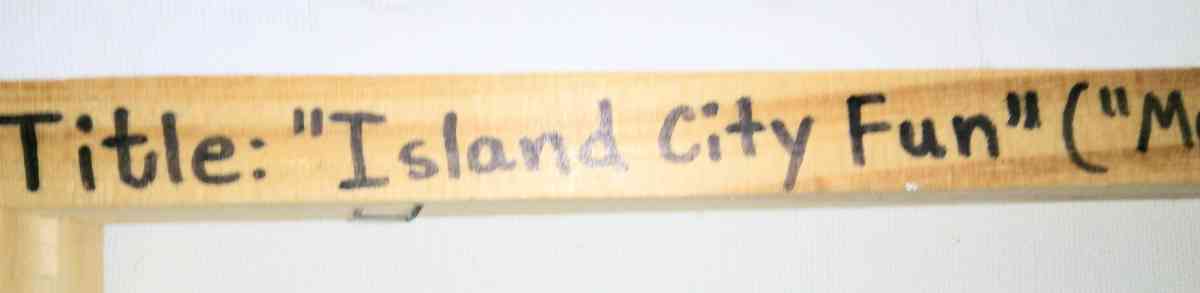 Title: "Island City Fun" ("M